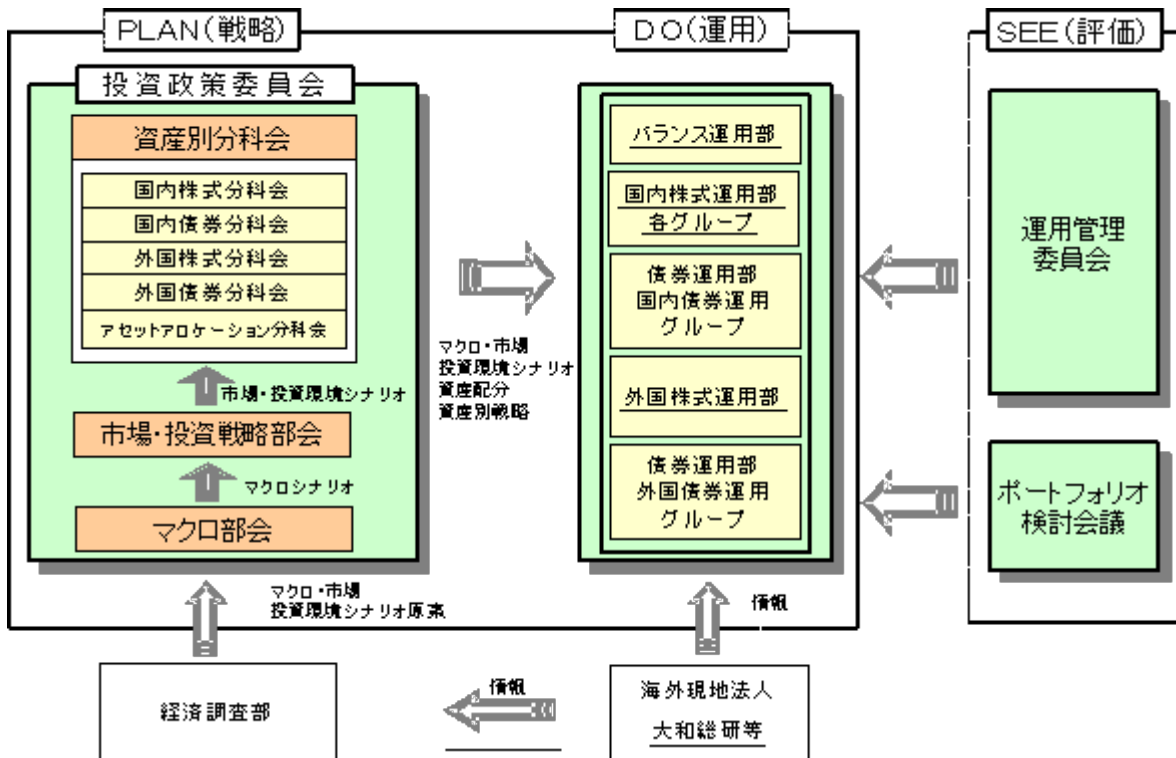 PLAN(戦略)
投資政策委員会
資産別分科会
国内株式分科会
国内債券分科会
外国株式分科会
外国債券分科会
アセットアロケーション分科会
市場・投資環境シナリオ
市場・投資戦略部会
マクロシナリオ
マクロ部会
マクロ・市場
投資環境シナリオ原案
経済調査部
マクロ・市場
投資環境シナリオ
資産配分
資産別戦略
DO(運用)
バランス運用部
国内株式運用部
各グループ
債券運用部
国内債券運用
グループ
外国株式運用部
債券運用部
外国債券運用
グループ
情報
情報
海外現地法人
大和総研等
SEE(評価)
運用管理
委員会
ポートフォリオ
検討会議